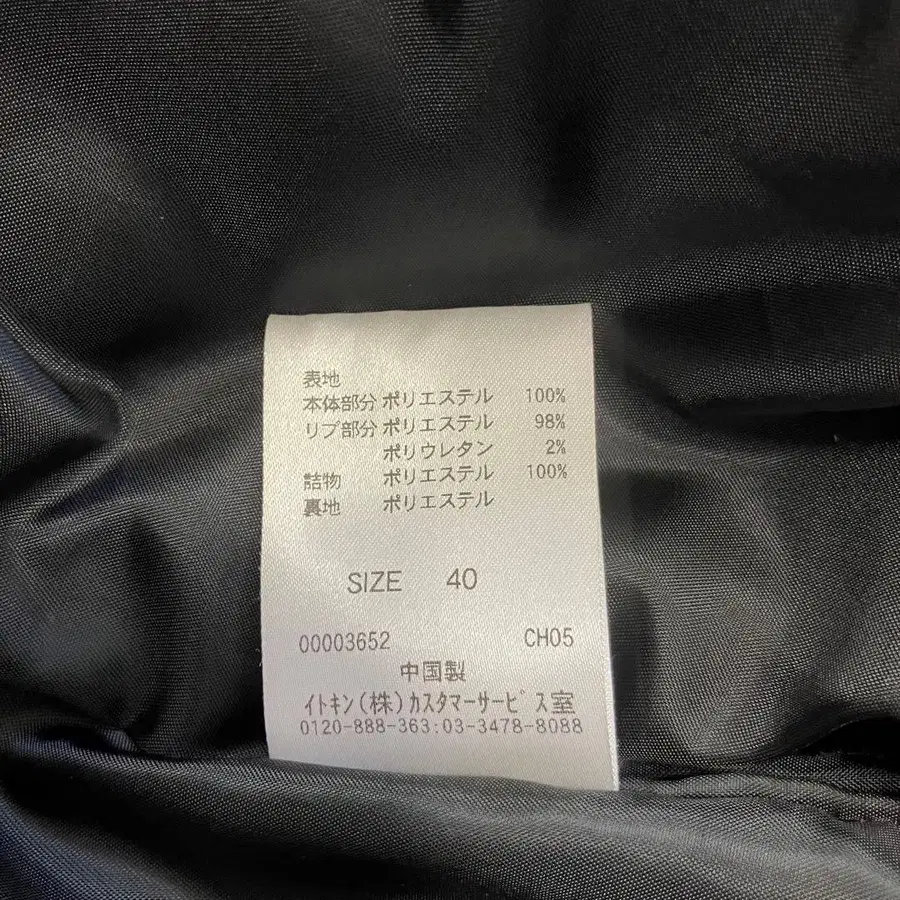 表地
本体部分 ポリエステル 100%
リブ部分 ポリエステル 98%
ポリウレタン 2%
詰物 ポリエステル 100%
裏地 ポリエステル
SIZE 40
00003652 CH05
中国製
イトキン(株)カスタマーサービス室
0120-888-363:03-3478-8088